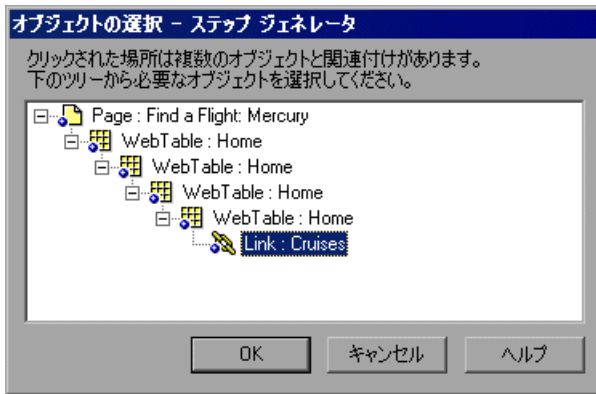 オブジェクトの選択 - ステップ ジェネレータ
クリックされた場所は複数のオブジェクトと関連付けがあります。
下のツリーから必要なオブジェクトを選択してください。
Page : Find a Flight: Mercury
WebTable : Home
WebTable : Home
WebTable : Home
WebTable : Home
Link : Cruises
OK キャンセル ヘルプ